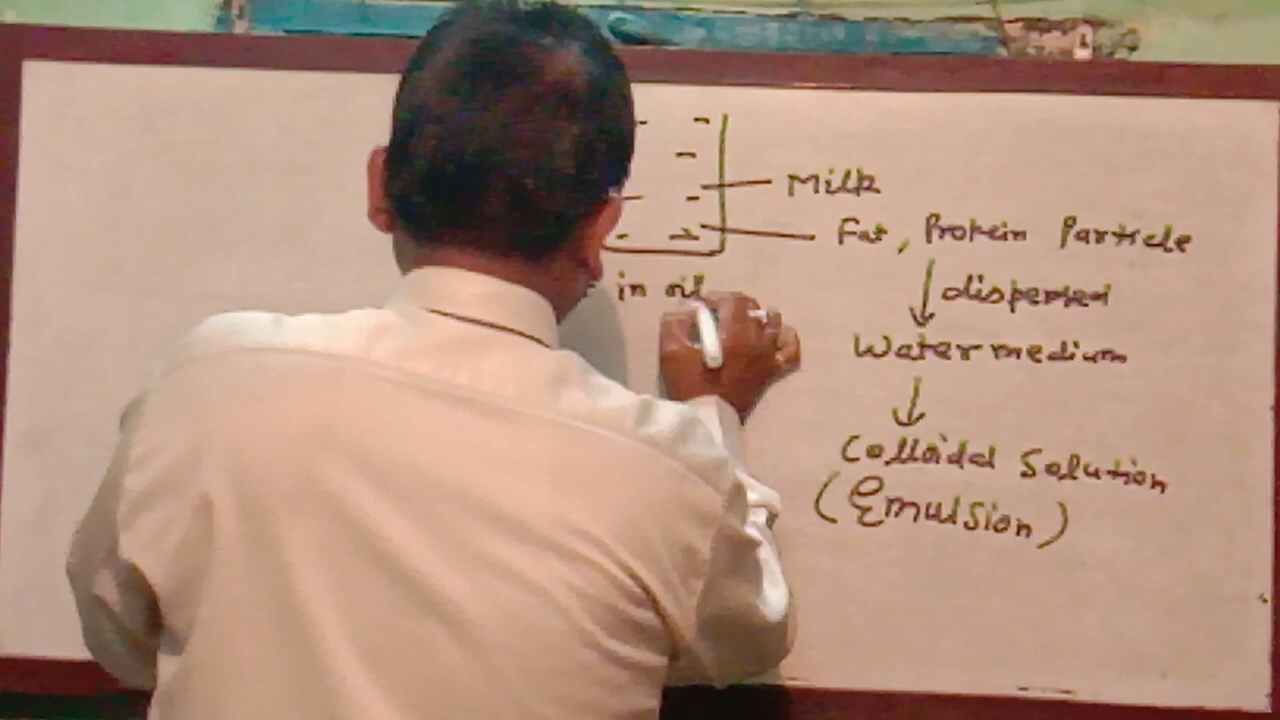 Milk
Fat, Protein Particle
dispersed
Water medium
Colloidal Solution
(Emulsion)
in oil